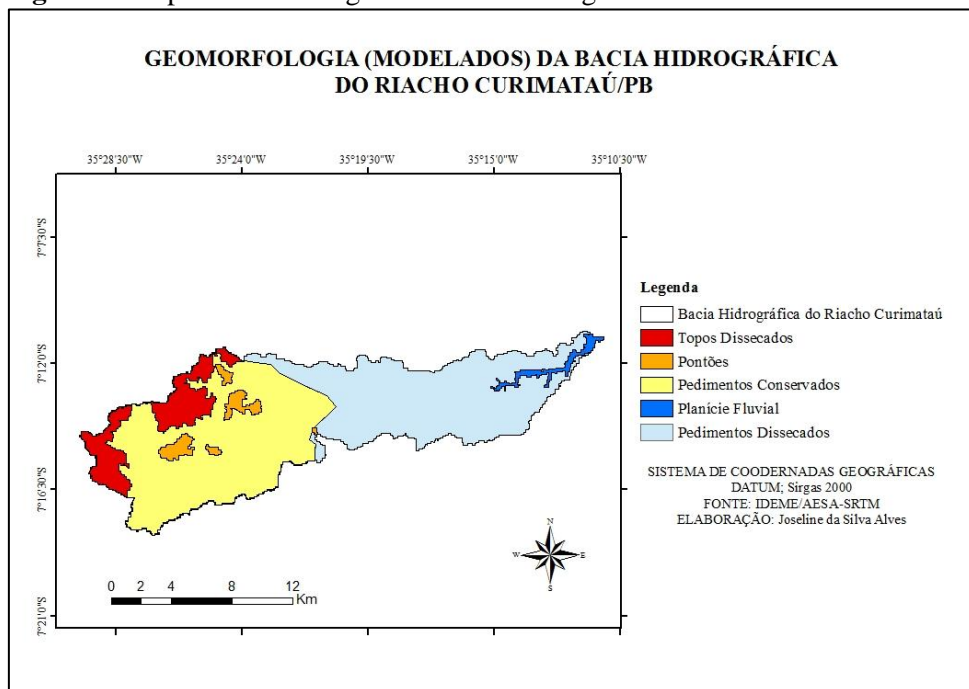 GEOMORFOLOGIA (MODELADOS) DA BACIA HIDROGRÁFICA
DO RIACHO CURIMATAÚ/PB
35°28'30"W 35°24'0"W 35°19'30"W 35°15'0"W 35°10'30"W
7°7'30"S
7°12'0"S
7°16'30"S
7°21'0"S
Legenda
Bacia Hidrográfica do Riacho Curimataú
Topos Dissecados
Pontões
Pedimentos Conservados
Planície Fluvial
Pedimentos Dissecados
SISTEMA DE COODERNADAS GEOGRÁFICAS
DATUM; Sirgas 2000
FONTE: IDEME/AESA-SRTM
ELABORAÇÃO: Joseline da Silva Alves
N
W E
S
0 2 4 8 12
Km